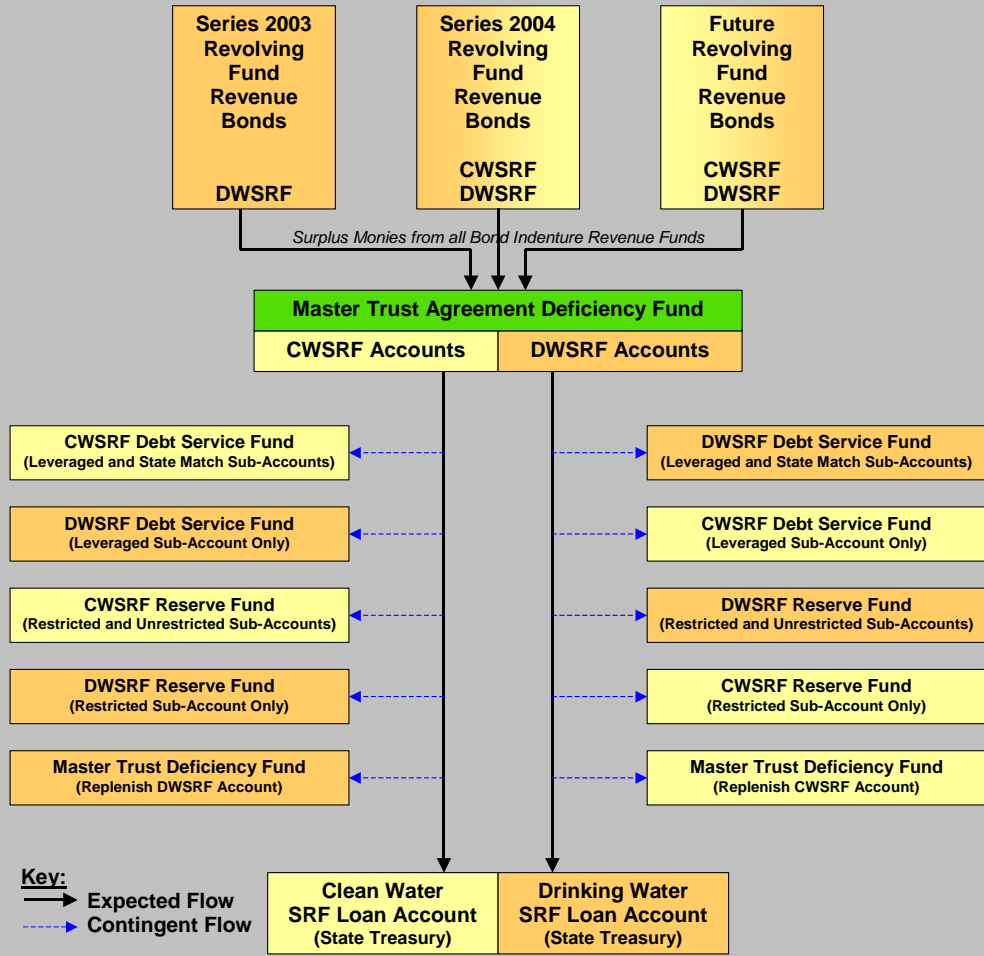 Series 2003
Revolving
Fund
Revenue
Bonds
DWSRF
Series 2004
Revolving
Fund
Revenue
Bonds
CWSRF
DWSRF
Future
Revolving
Fund
Revenue
Bonds
CWSRF
DWSRF
Surplus Monies from all Bond Indenture Revenue Funds
Master Trust Agreement Deficiency Fund
CWSRF Accounts
DWSRF Accounts
CWSRF Debt Service Fund
(Leveraged and State Match Sub-Accounts)
DWSRF Debt Service Fund
(Leveraged Sub-Account Only)
CWSRF Reserve Fund
(Restricted and Unrestricted Sub-Accounts)
DWSRF Reserve Fund
(Restricted Sub-Account Only)
Master Trust Deficiency Fund
(Replenish DWSRF Account)
DWSRF Debt Service Fund
(Leveraged and State Match Sub-Accounts)
CWSRF Debt Service Fund
(Leveraged Sub-Account Only)
DWSRF Reserve Fund
(Restricted and Unrestricted Sub-Accounts)
CWSRF Reserve Fund
(Restricted Sub-Account Only)
Master Trust Deficiency Fund
(Replenish CWSRF Account)
Key:
Expected Flow
Contingent Flow
Clean Water
SRF Loan Account
(State Treasury)
Drinking Water
SRF Loan Account
(State Treasury)